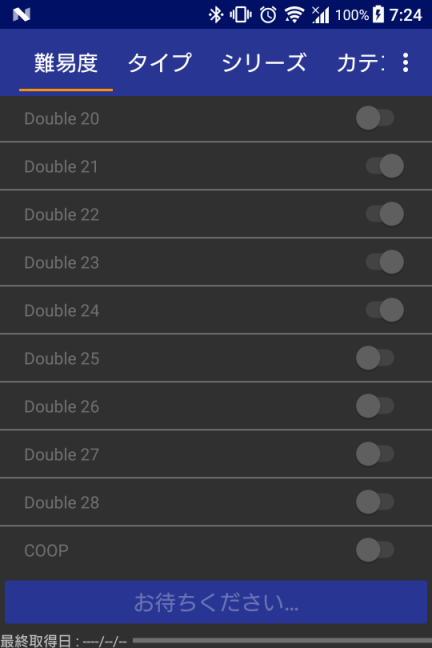 100% 7:24
難易度 タイプ シリーズ カテ
Double 20
Double 21
Double 22
Double 23
Double 24
Double 25
Double 26
Double 27
Double 28
COOP
お待ちください...
最終取得日 : ----/--/--